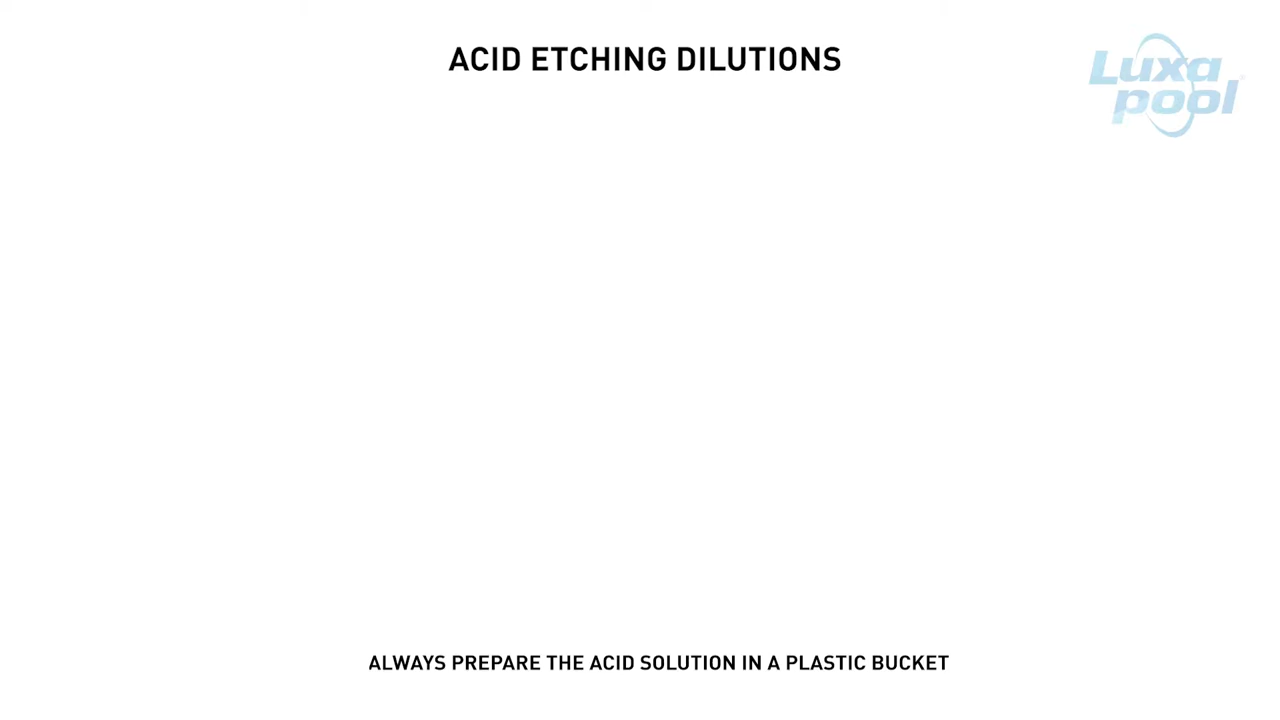 ACID ETCHING DILUTIONS
Luxa
pool
ALWAYS PREPARE THE ACID SOLUTION IN A PLASTIC BUCKET